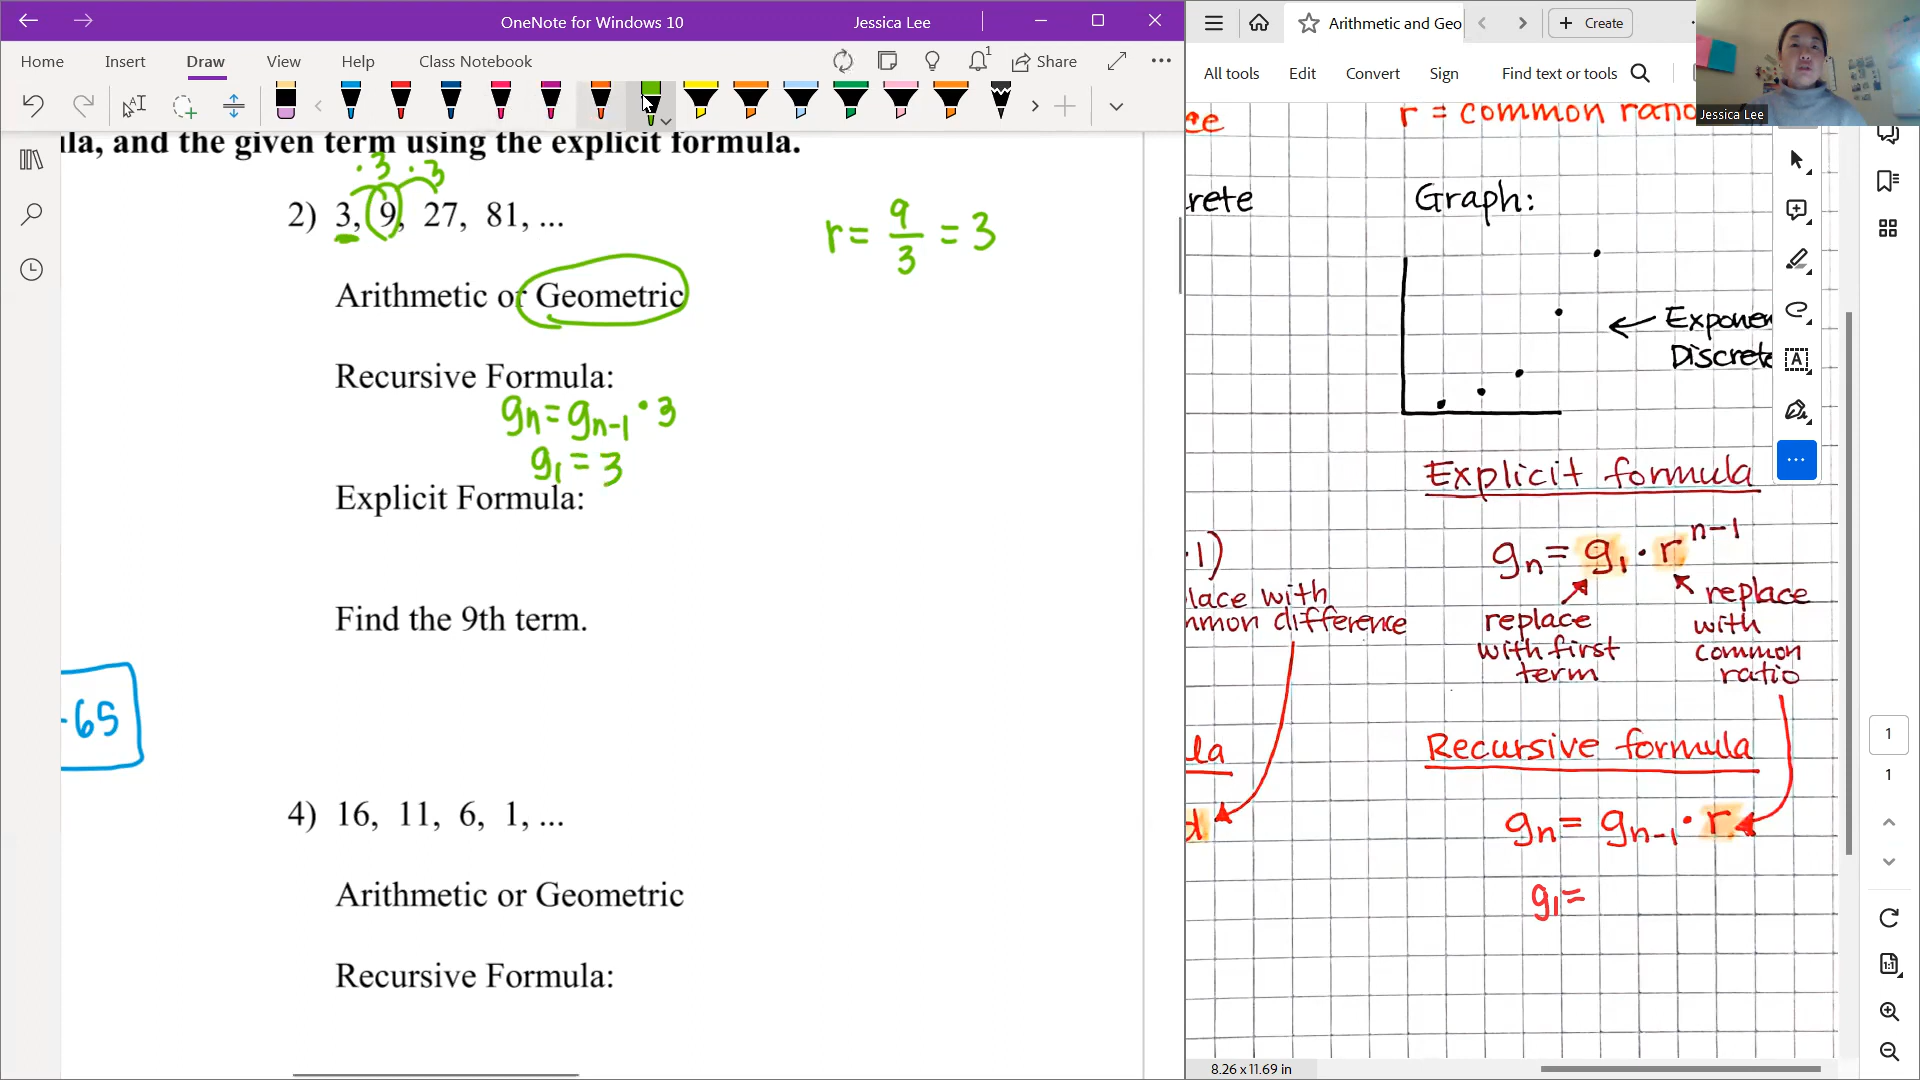 OneNote for Windows 10
Jessica Lee
Home Insert Draw View Help Class Notebook
1
Share
la, and the given term using the explicit formula.
·3 ·3
2) 3, 9, 27, 81, ...
r = 9/3 = 3
Arithmetic or Geometric
Recursive Formula:
gn = gn-1 · 3
g1 = 3
Explicit Formula:
Find the 9th term.
-65
4) 16, 11, 6, 1, ...
Arithmetic or Geometric
Recursive Formula:
Arithmetic and Geo
Create
All tools Edit Convert Sign Find text or tools
Jessica Lee
ce
r = common ratio
rete
Graph:
Exponen
Discrete
Explicit formula
·1)
gn = g1 · r^n-1
lace with
mmon difference
replace
with first
term
replace
with
common
ratio
la
Recursive formula
d
gn = gn-1 · r
g1 =
1
1
8.26 x 11.69 in